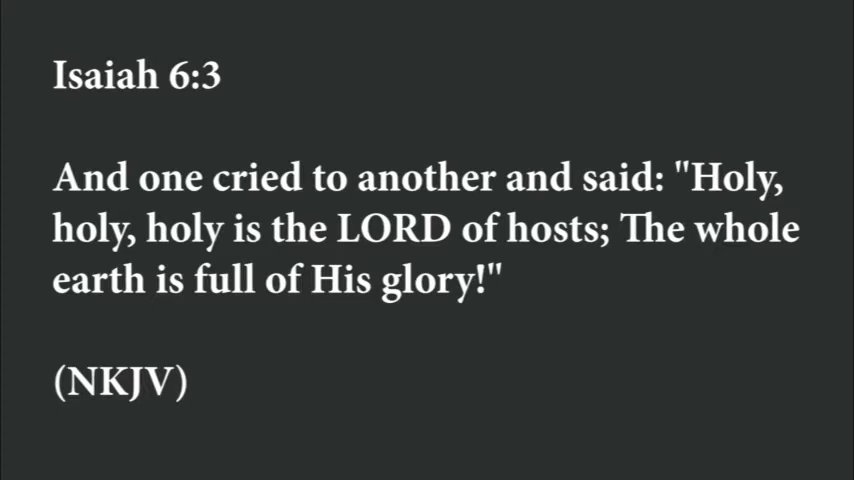 Isaiah 6:3
And one cried to another and said: "Holy,
holy, holy is the LORD of hosts; The whole
earth is full of His glory!"
(NKJV)